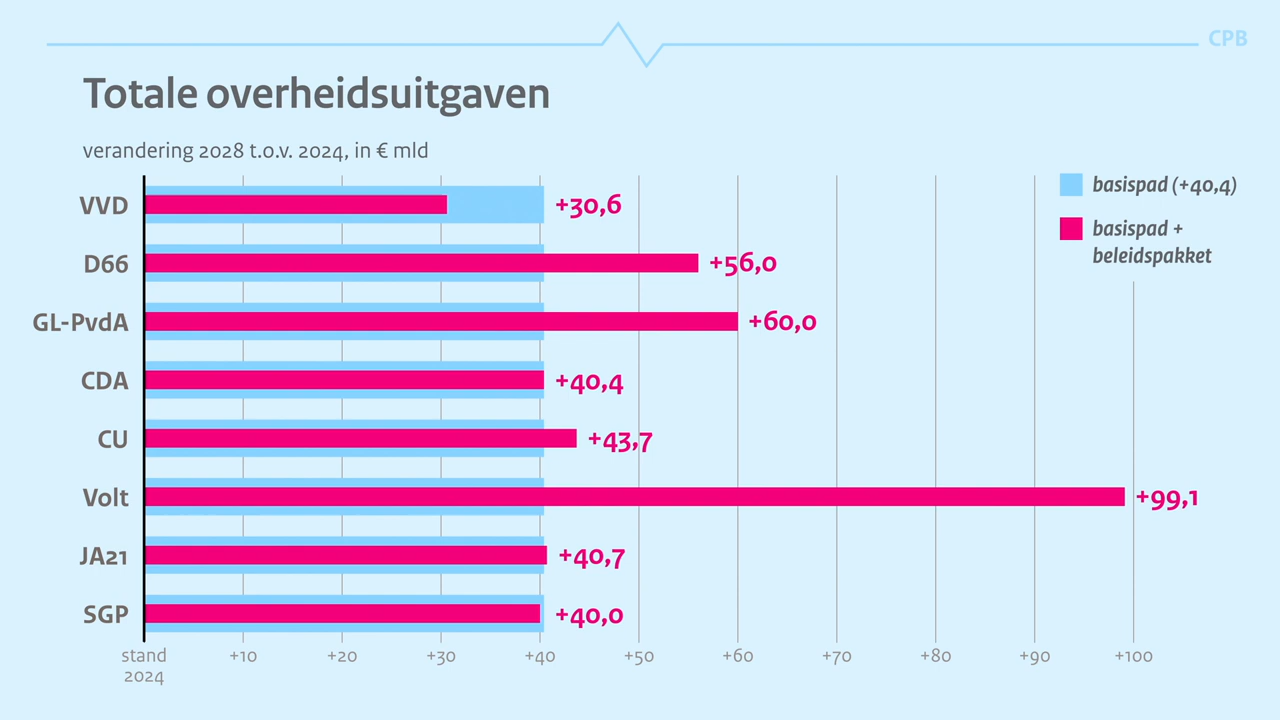 CPB
Totale overheidsuitgaven
verandering 2028 t.o.v. 2024, in € mld
basispad (+40,4)
basispad +
beleidspakket
VVD +30,6
D66 +56,0
GL-PvdA +60,0
CDA +40,4
CU +43,7
Volt +99,1
JA21 +40,7
SGP +40,0
stand +10 +20 +30 +40 +50 +60 +70 +80 +90 +100
2024